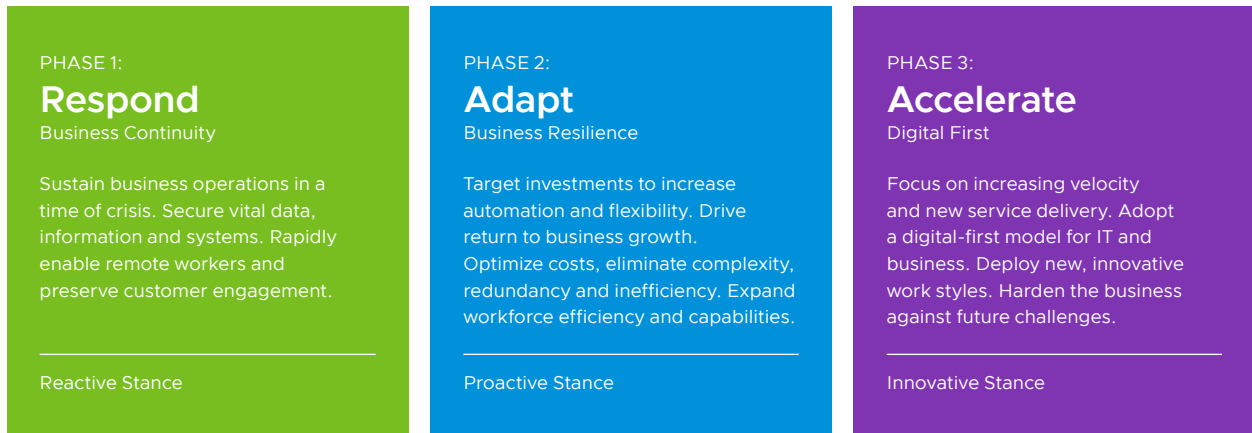 PHASE 1:
Respond
Business Continuity
Sustain business operations in a
time of crisis. Secure vital data,
information and systems. Rapidly
enable remote workers and
preserve customer engagement.
Reactive Stance
PHASE 2:
Adapt
Business Resilience
Target investments to increase
automation and flexibility. Drive
return to business growth.
Optimize costs, eliminate complexity,
redundancy and inefficiency. Expand
workforce efficiency and capabilities.
Proactive Stance
PHASE 3:
Accelerate
Digital First
Focus on increasing velocity
and new service delivery. Adopt
a digital-first model for IT and
business. Deploy new, innovative
work styles. Harden the business
against future challenges.
Innovative Stance